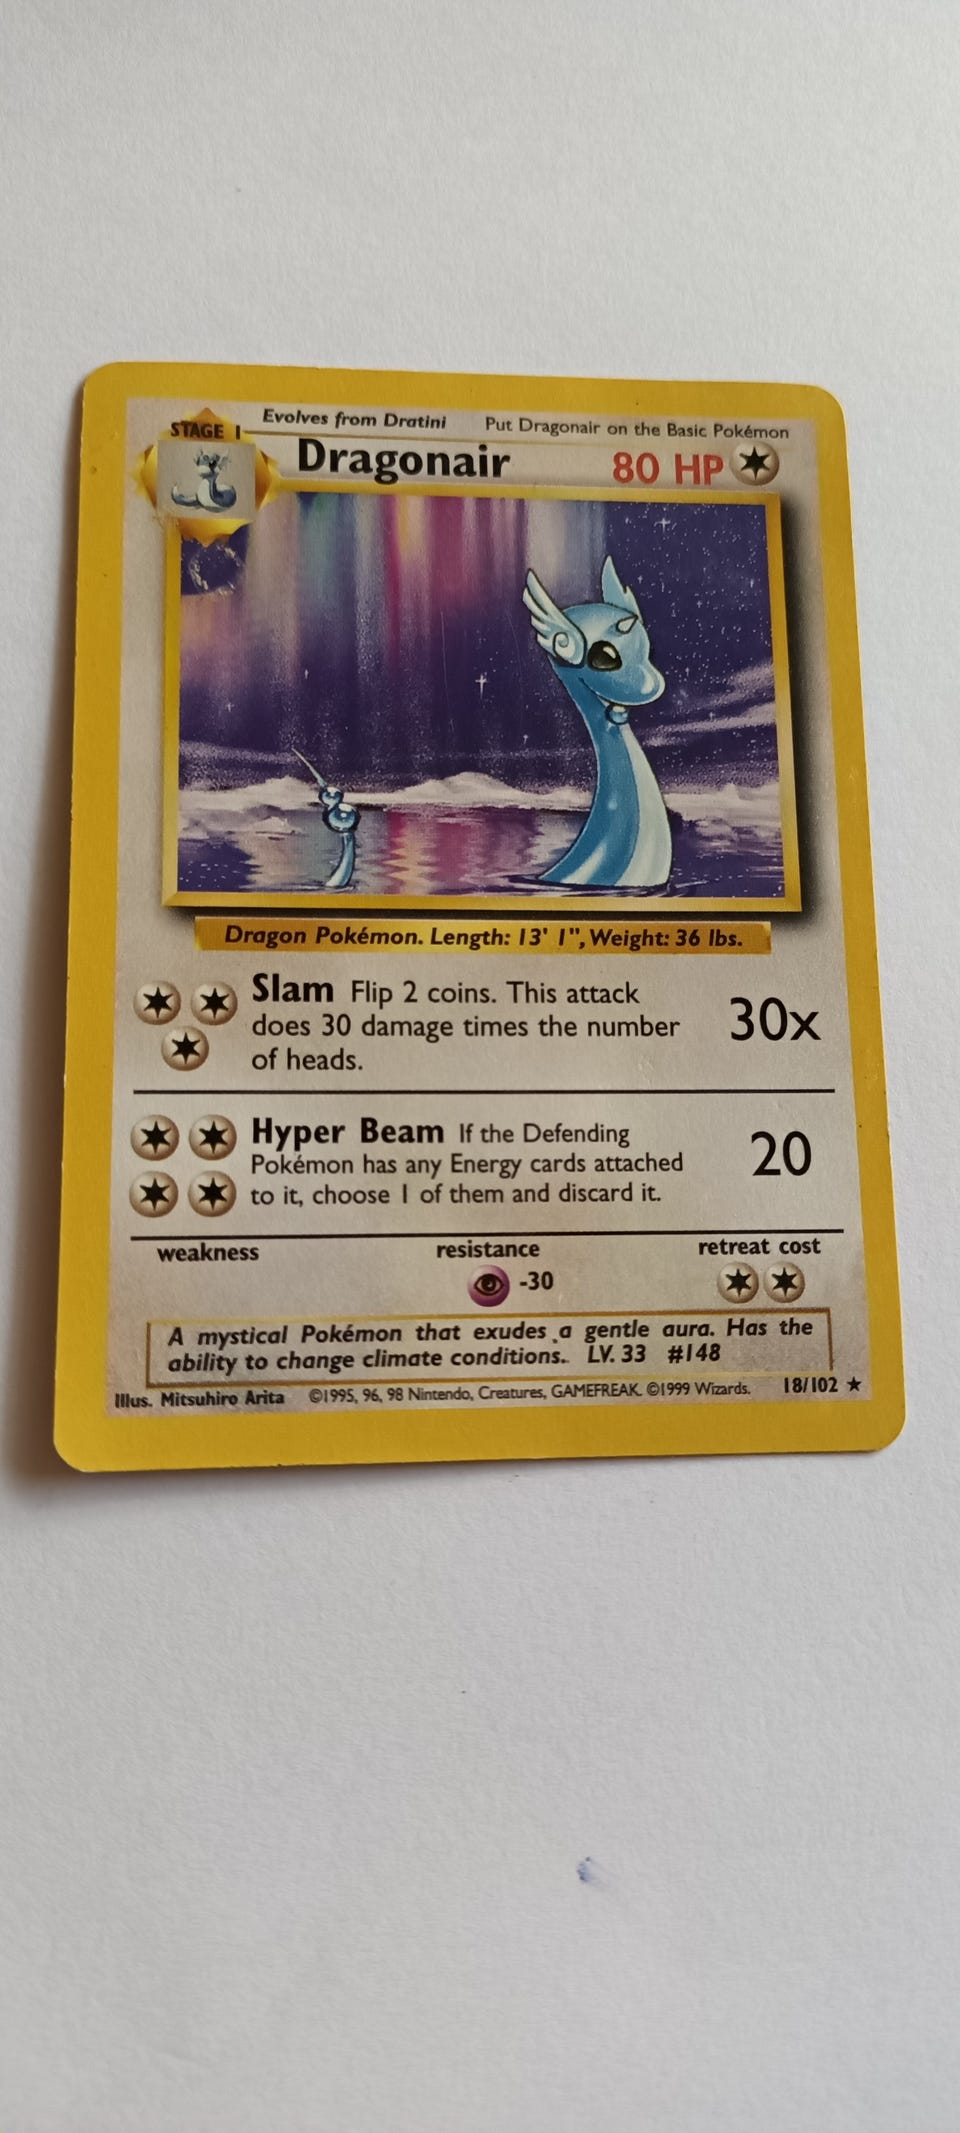 STAGE 1
Evolves from Dratini
Put Dragonair on the Basic Pokémon
Dragonair
80 HP
Dragon Pokémon. Length: 13' 1", Weight: 36 lbs.
Slam Flip 2 coins. This attack
does 30 damage times the number
of heads.
30x
Hyper Beam If the Defending
Pokémon has any Energy cards attached
to it, choose 1 of them and discard it.
20
weakness
resistance
retreat cost
-30
A mystical Pokémon that exudes a gentle aura. Has the
ability to change climate conditions. LV. 33 #148
Illus. Mitsuhiro Arita ©1995, 96, 98 Nintendo, Creatures, GAMEFREAK. ©1999 Wizards. 18/102 ★